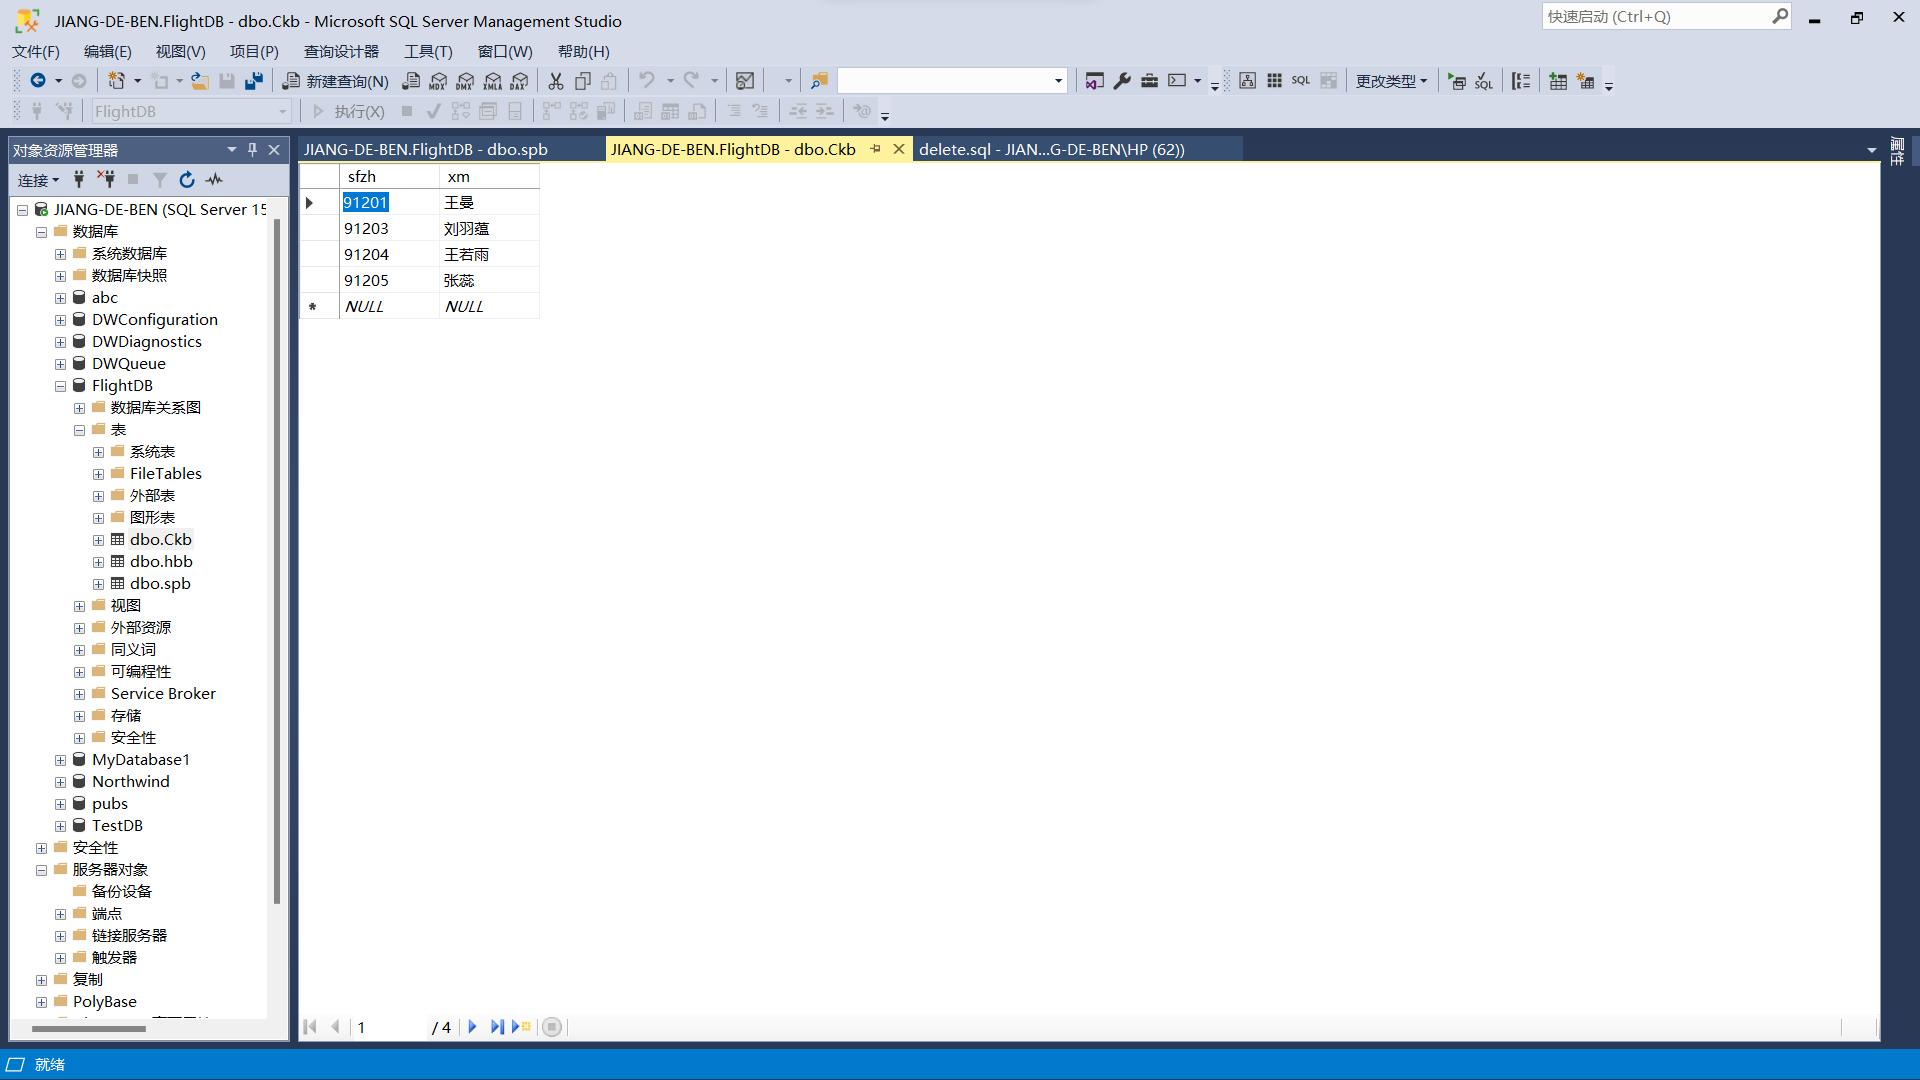 JIANG-DE-BEN.FlightDB - dbo.Ckb - Microsoft SQL Server Management Studio
快速启动 (Ctrl+Q)
文件(F) 编辑(E) 视图(V) 项目(P) 查询设计器 工具(T) 窗口(W) 帮助(H)
新建查询(N) MDX DMX XMLA DAX SQL 更改类型 SQL
FlightDB 执行(X)
对象资源管理器
连接
JIANG-DE-BEN (SQL Server 15
数据库
系统数据库
数据库快照
abc
DWConfiguration
DWDiagnostics
DWQueue
FlightDB
数据库关系图
表
系统表
FileTables
外部表
图形表
dbo.Ckb
dbo.hbb
dbo.spb
视图
外部资源
同义词
可编程性
Service Broker
存储
安全性
MyDatabase1
Northwind
pubs
TestDB
安全性
服务器对象
备份设备
端点
链接服务器
触发器
复制
PolyBase
JIANG-DE-BEN.FlightDB - dbo.spb
JIANG-DE-BEN.FlightDB - dbo.Ckb
delete.sql - JIAN...G-DE-BEN\HP (62))
sfzh xm
91201 王曼
91203 刘羽蕴
91204 王若雨
91205 张蕊
NULL NULL
1 / 4
属性
就绪